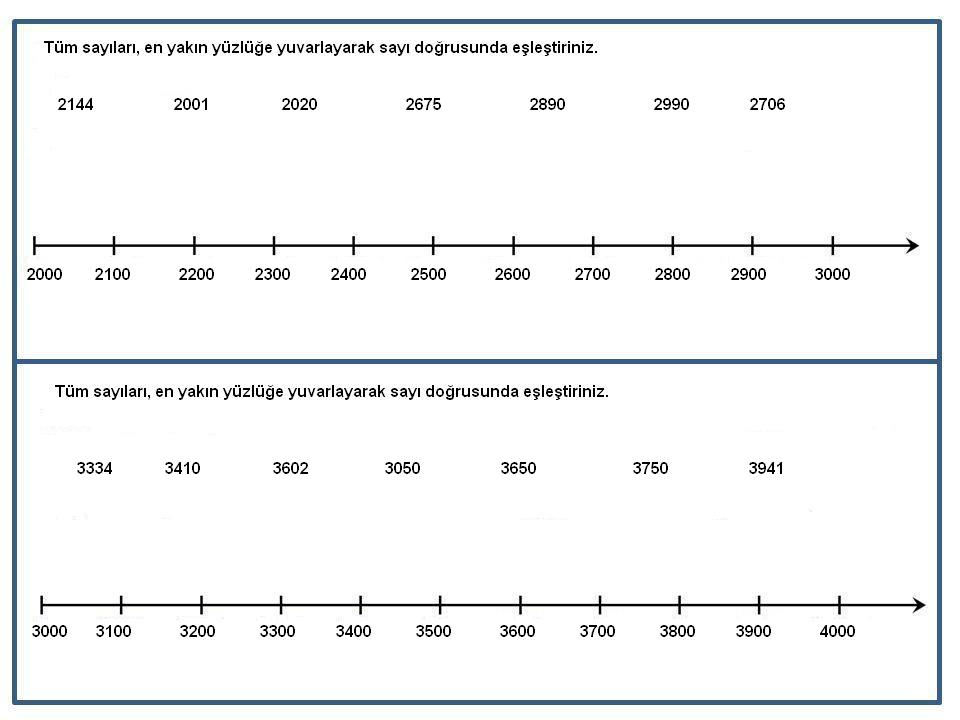 Tüm sayıları, en yakın yüzlüğe yuvarlayarak sayı doğrusunda eşleştiriniz.
2144 2001 2020 2675 2890 2990 2706
2000 2100 2200 2300 2400 2500 2600 2700 2800 2900 3000
Tüm sayıları, en yakın yüzlüğe yuvarlayarak sayı doğrusunda eşleştiriniz.
3334 3410 3602 3050 3650 3750 3941
3000 3100 3200 3300 3400 3500 3600 3700 3800 3900 4000